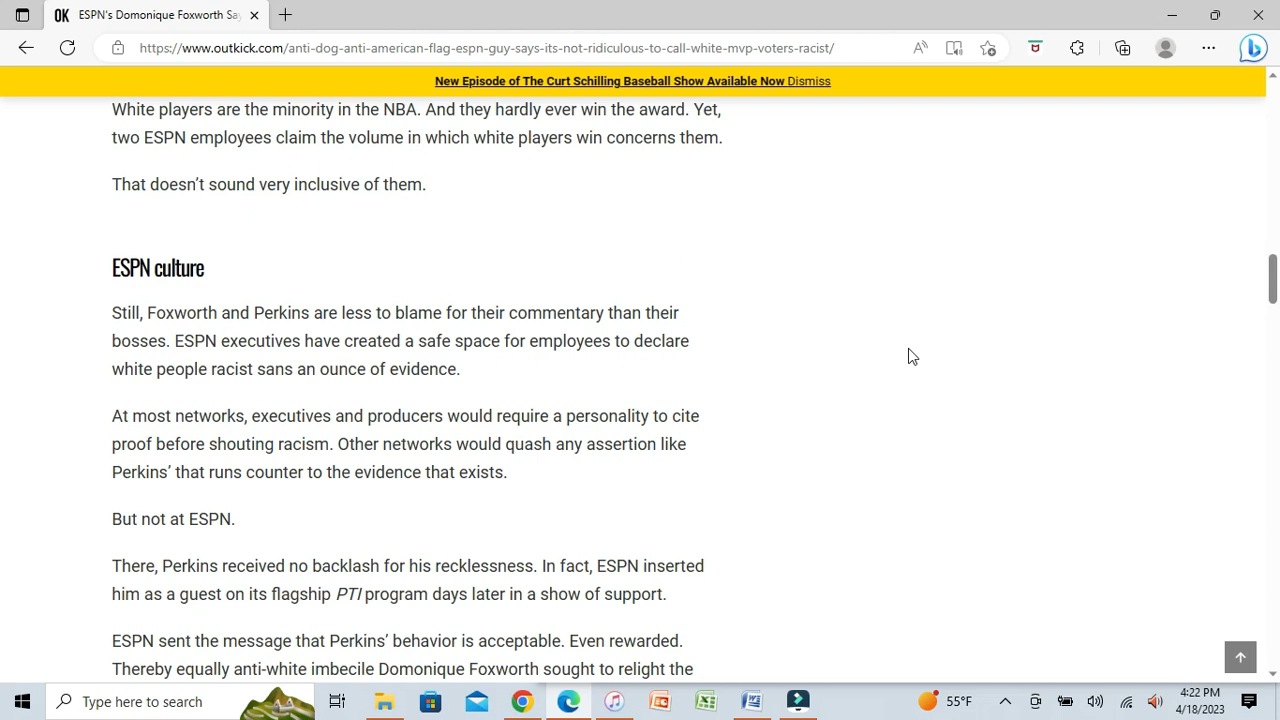 OK ESPN's Domonique Foxworth Say
https://www.outkick.com/anti-dog-anti-american-flag-espn-guy-says-its-not-ridiculous-to-call-white-mvp-voters-racist/
New Episode of The Curt Schilling Baseball Show Available Now Dismiss
White players are the minority in the NBA. And they hardly ever win the award. Yet,
two ESPN employees claim the volume in which white players win concerns them.
That doesn’t sound very inclusive of them.
ESPN culture
Still, Foxworth and Perkins are less to blame for their commentary than their
bosses. ESPN executives have created a safe space for employees to declare
white people racist sans an ounce of evidence.
At most networks, executives and producers would require a personality to cite
proof before shouting racism. Other networks would quash any assertion like
Perkins’ that runs counter to the evidence that exists.
But not at ESPN.
There, Perkins received no backlash for his recklessness. In fact, ESPN inserted
him as a guest on its flagship PTI program days later in a show of support.
ESPN sent the message that Perkins’ behavior is acceptable. Even rewarded.
Thereby equally anti-white imbecile Domonique Foxworth sought to relight the
Type here to search
55°F
4:22 PM
4/18/2023